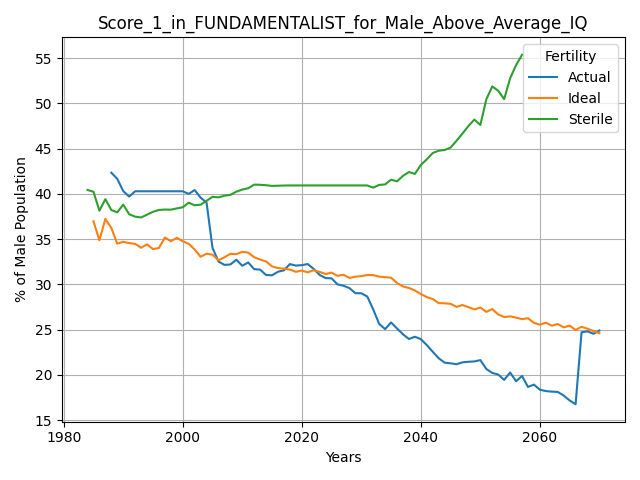 Score_1_in_FUNDAMENTALIST_for_Male_Above_Average_IQ
% of Male Population
55
50
45
40
35
30
25
20
15
Fertility
Actual
Ideal
Sterile
1980 2000 2020 2040 2060
Years